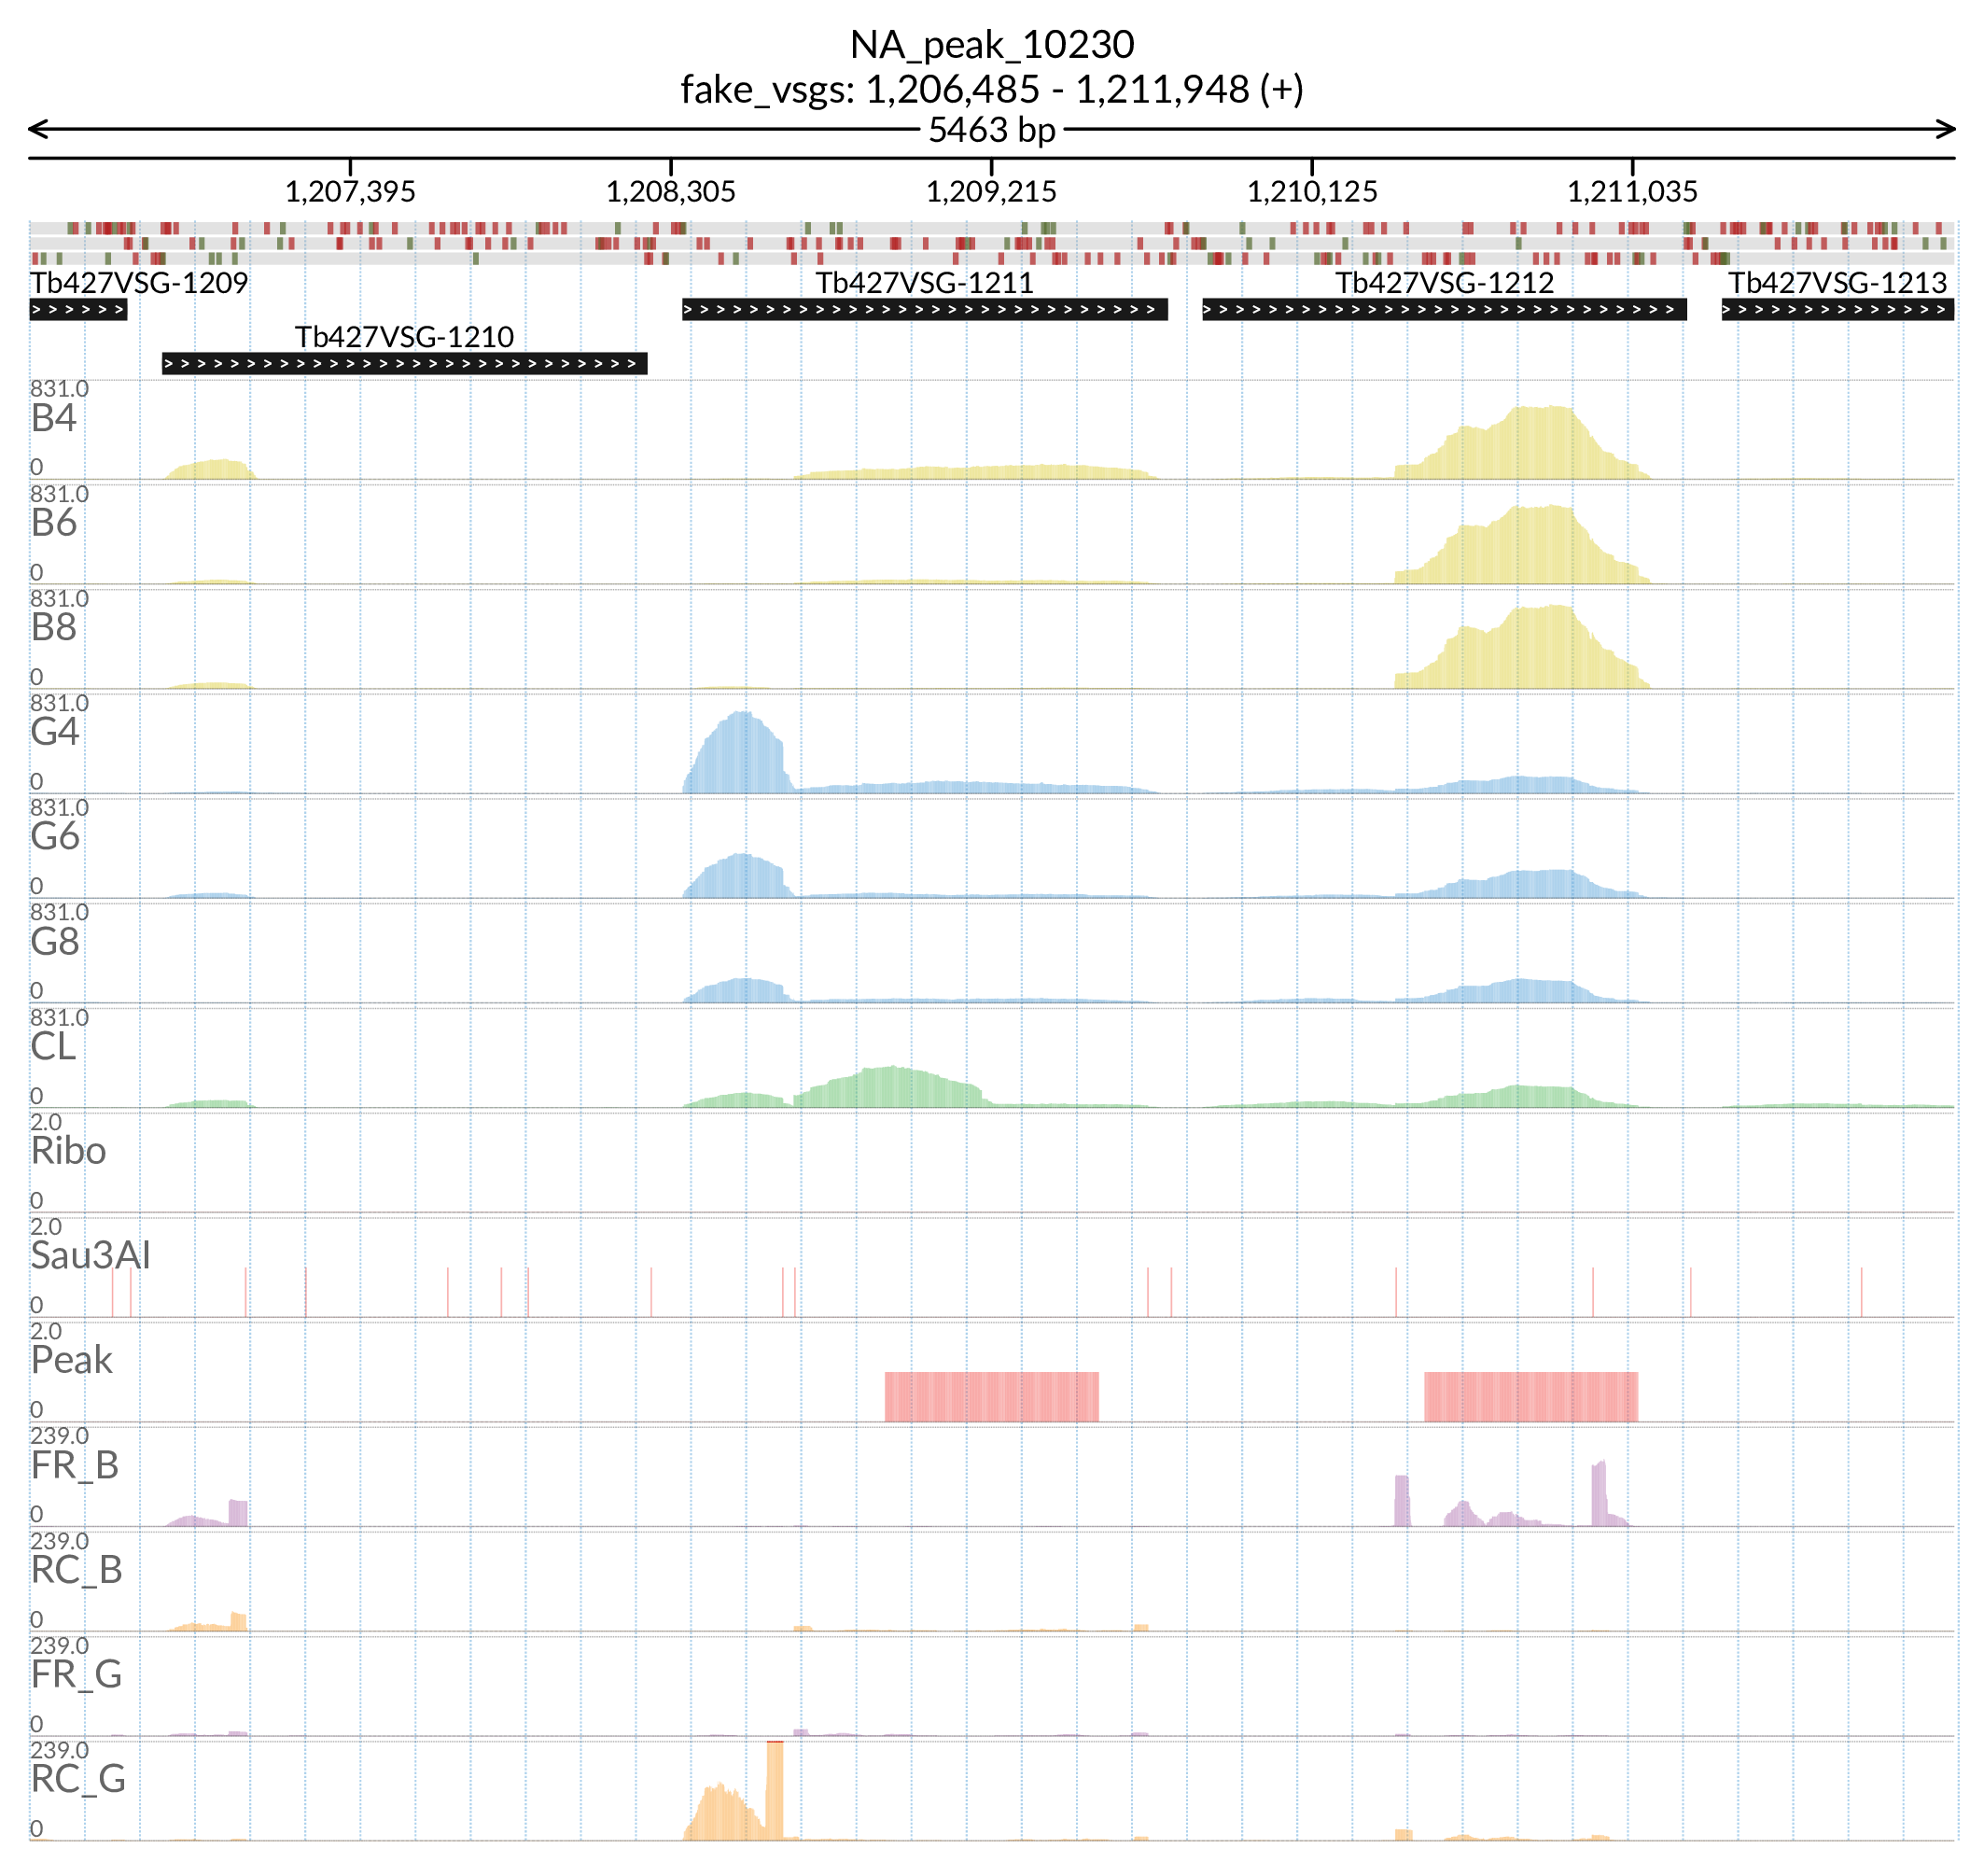 NA_peak_10230
fake_vsgs: 1,206,485 - 1,211,948 (+)
5463 bp
1,207,395 1,208,305 1,209,215 1,210,125 1,211,035
Tb427VSG-1209 Tb427VSG-1211 Tb427VSG-1212 Tb427VSG-1213
Tb427VSG-1210
831.0
B4
0
831.0
B6
0
831.0
B8
0
831.0
G4
0
831.0
G6
0
831.0
G8
0
831.0
CL
0
2.0
Ribo
0
2.0
Sau3AI
0
2.0
Peak
0
239.0
FR_B
0
239.0
RC_B
0
239.0
FR_G
0
239.0
RC_G
0